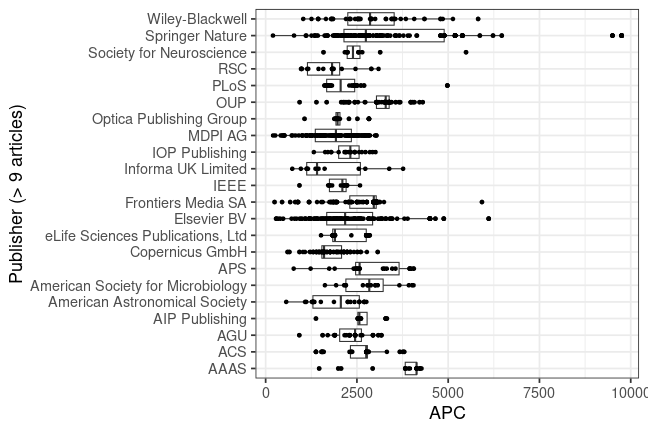 Publisher (> 9 articles)
Wiley-Blackwell
Springer Nature
Society for Neuroscience
RSC
PLoS
OUP
Optica Publishing Group
MDPI AG
IOP Publishing
Informa UK Limited
IEEE
Frontiers Media SA
Elsevier BV
eLife Sciences Publications, Ltd
Copernicus GmbH
APS
American Society for Microbiology
American Astronomical Society
AIP Publishing
AGU
ACS
AAAS
0 2500 5000 7500 10000
APC